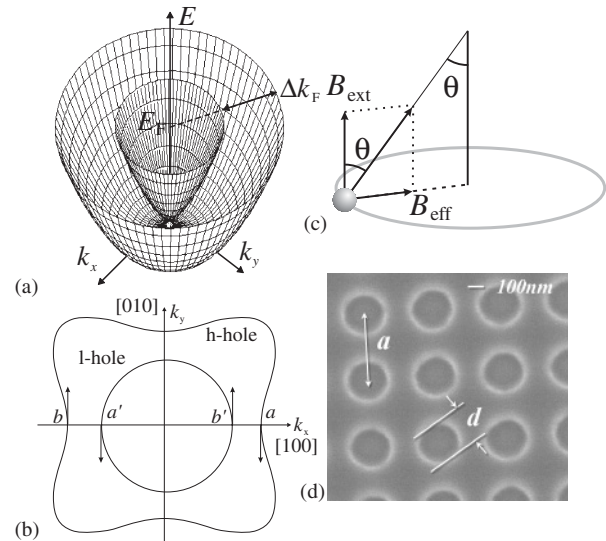 E
Δk_F
E_F
k_x
k_y
(a)
B_ext
θ
θ
B_eff
(c)
[010]
k_y
h-hole
l-hole
b
a'
b'
a
k_x
[100]
(b)
100nm
a
d
(d)